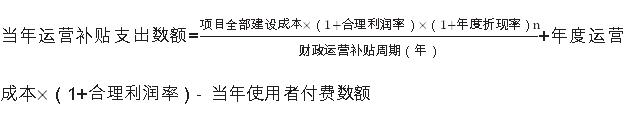 当年运营补贴支出数额=项目全部建设成本×(1+合理利润率)×(1+年度折现率)n/财政运营补贴周期(年)+年度运营
成本×(1+合理利润率)- 当年使用者付费数额